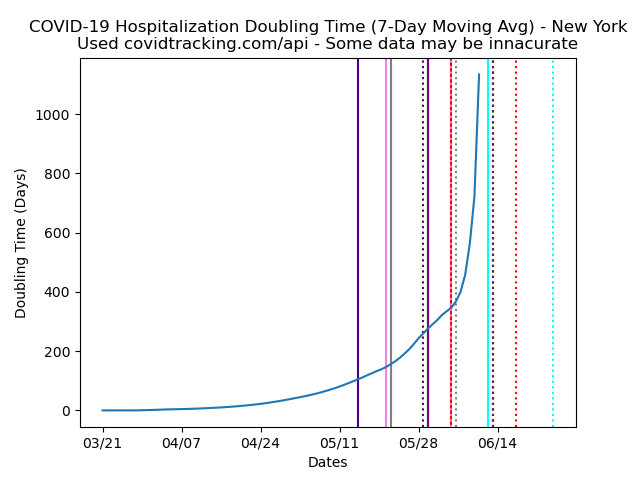 COVID-19 Hospitalization Doubling Time (7-Day Moving Avg) - New York
Used covidtracking.com/api - Some data may be innacurate
1000
800
600
400
200
0
Doubling Time (Days)
03/21 04/07 04/24 05/11 05/28 06/14
Dates